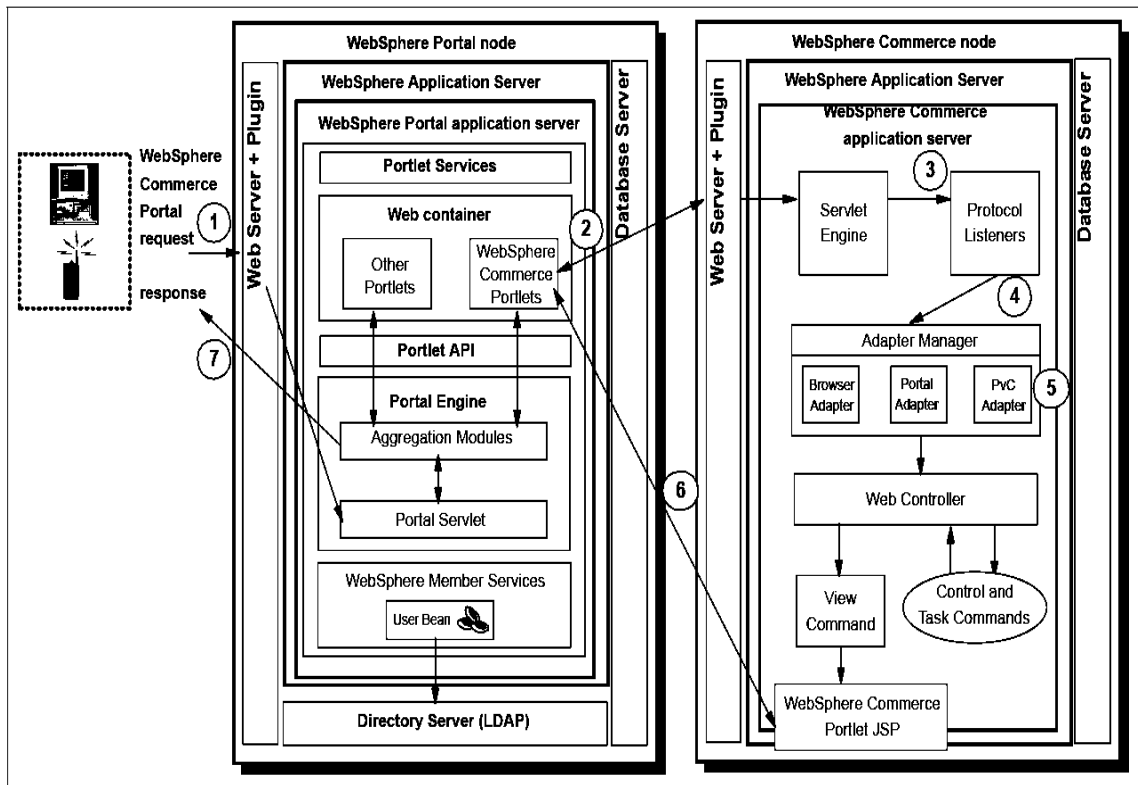 WebSphere Portal node
WebSphere Application Server
WebSphere Portal application server
Web Server + Plugin
Database Server
Portlet Services
Web container
Other
Portlets
WebSphere
Commerce
Portlets
Portlet API
Portal Engine
Aggregation Modules
Portal Servlet
WebSphere Member Services
User Bean
Directory Server (LDAP)
WebSphere
Commerce
Portal
request
response
1
2
7
6
WebSphere Commerce node
WebSphere Application Server
WebSphere Commerce
application server
Web Server + Plugin
Database Server
3
Servlet
Engine
Protocol
Listeners
4
Adapter Manager
Browser
Adapter
Portal
Adapter
PvC
Adapter
5
Web Controller
View
Command
Control and
Task Commands
WebSphere Commerce
Portlet JSP